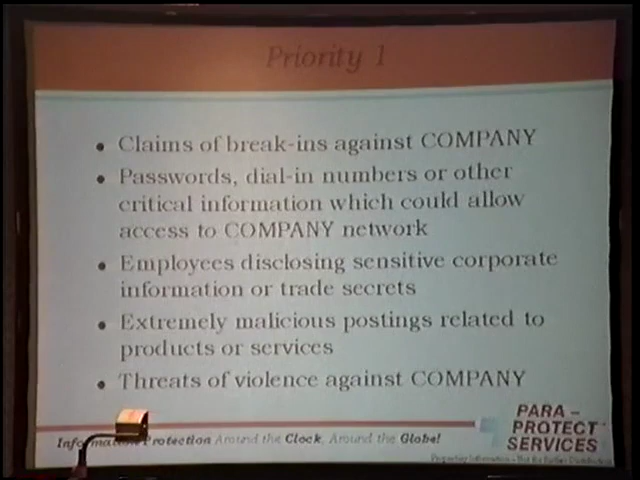 Priority 1
• Claims of break-ins against COMPANY
• Passwords, dial-in numbers or other
critical information which could allow
access to COMPANY network
• Employees disclosing sensitive corporate
information or trade secrets
• Extremely malicious postings related to
products or services
• Threats of violence against COMPANY
Protection Around the Clock, Around the Globe!
PARA –
PROTECT
SERVICES